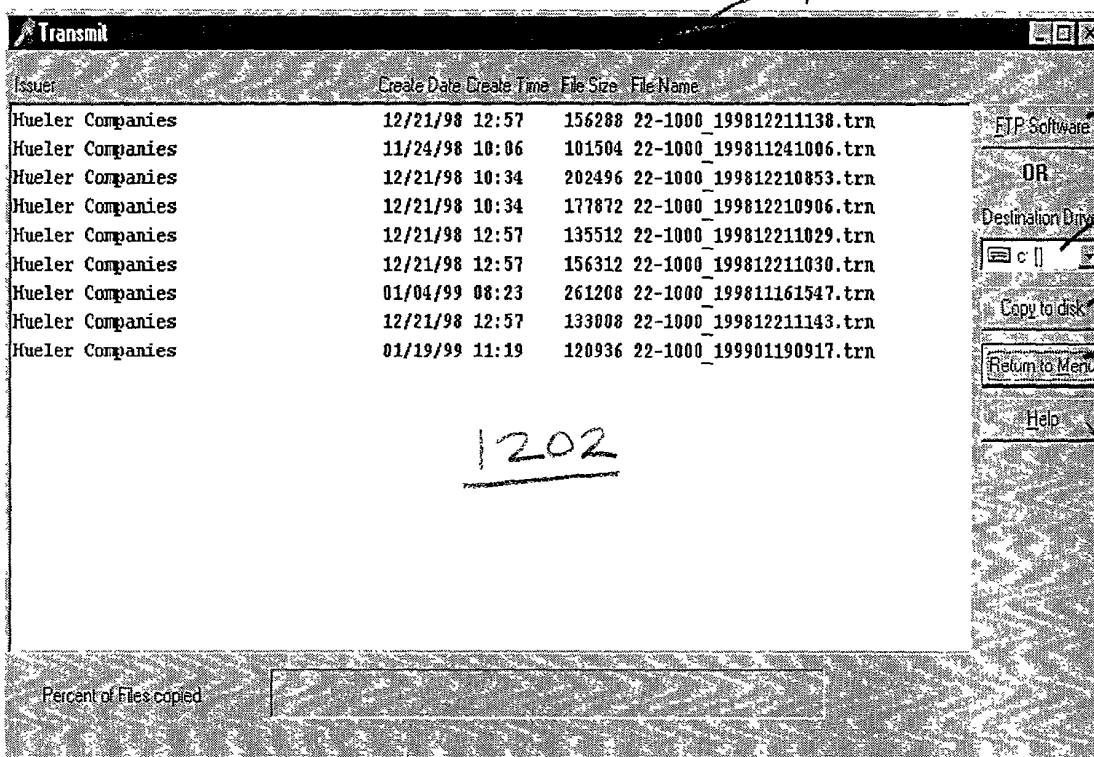 Transmit
Issuer Create Date Create Time File Size File Name
Hueler Companies 12/21/98 12:57 156288 22-1000_199812211138.trn
Hueler Companies 11/24/98 10:06 101504 22-1000_199811241006.trn
Hueler Companies 12/21/98 10:34 202496 22-1000_199812210853.trn
Hueler Companies 12/21/98 10:34 177872 22-1000_199812210906.trn
Hueler Companies 12/21/98 12:57 135512 22-1000_199812211029.trn
Hueler Companies 12/21/98 12:57 156312 22-1000_199812211030.trn
Hueler Companies 01/04/99 08:23 261208 22-1000_199811161547.trn
Hueler Companies 12/21/98 12:57 133008 22-1000_199812211143.trn
Hueler Companies 01/19/99 11:19 120936 22-1000_199901190917.trn
FTP Software
OR
Destination Drive
c: []
Copy to disk
Return to Menu
Help
1202
Percent of Files copied